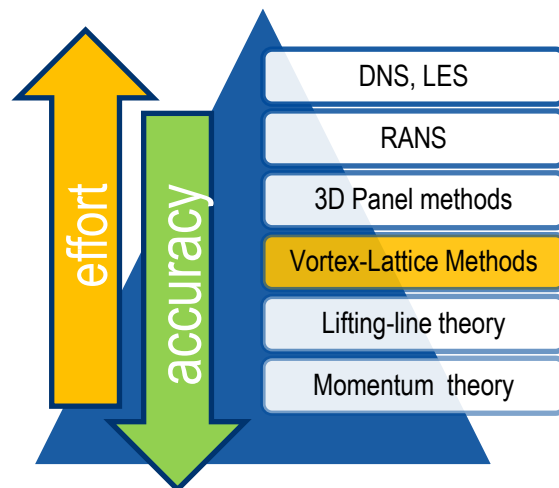 DNS, LES
RANS
3D Panel methods
Vortex-Lattice Methods
Lifting-line theory
Momentum theory
effort
accuracy